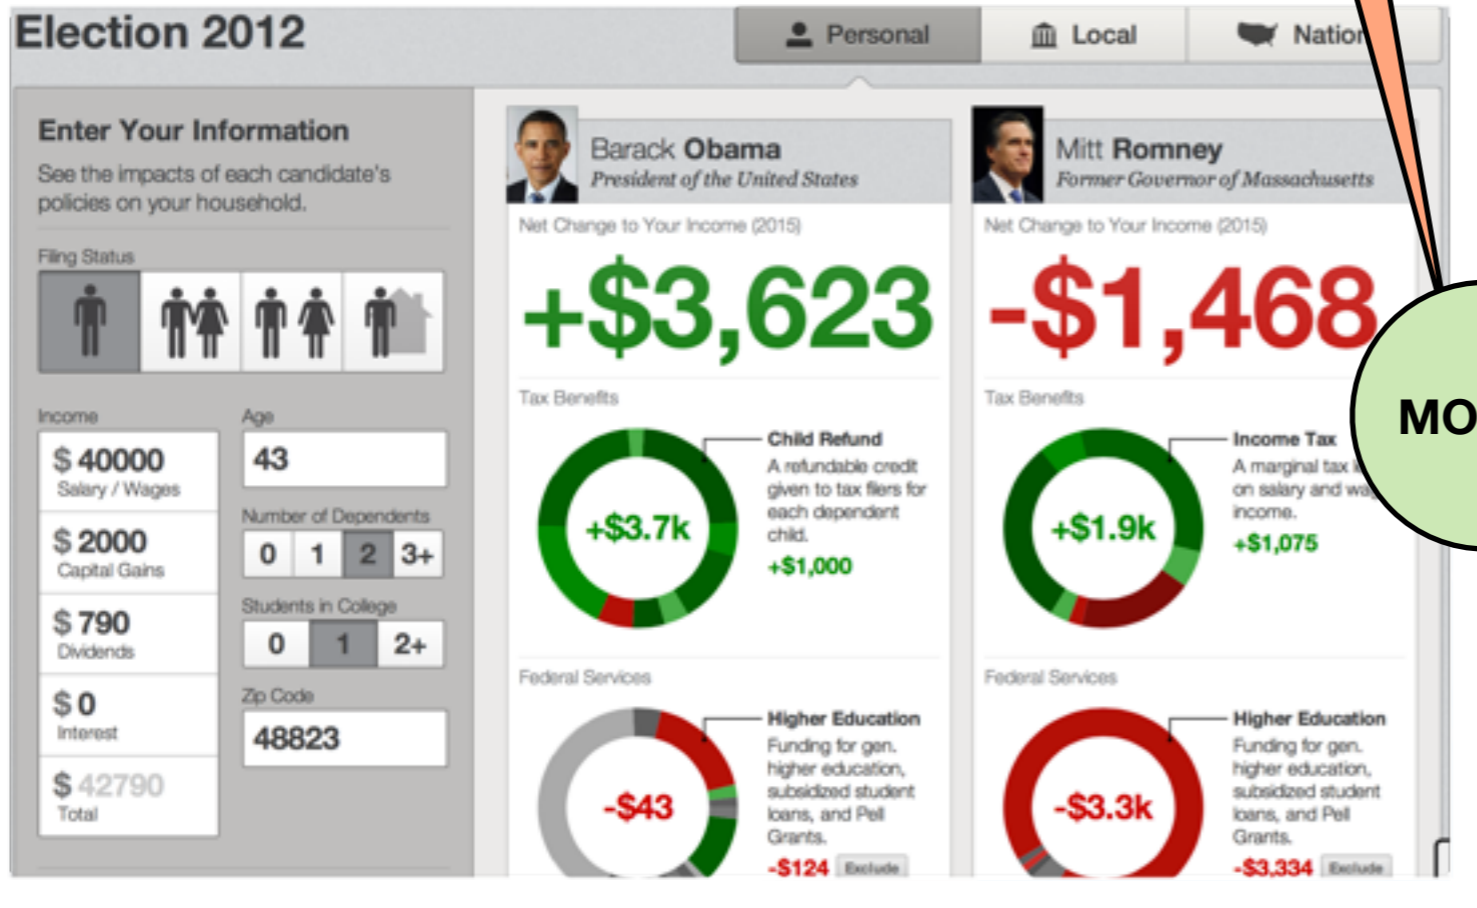 Election 2012
Personal
Local
Enter Your Information
See the impacts of each candidate's
policies on your household.
Filing Status
Income
$ 40000
Salary / Wages
$ 2000
Capital Gains
$ 790
Dividends
$ 0
Interest
$ 42790
Total
Age
43
Number of Dependents
0 1 2 3+
Students in College
0 1 2+
Zip Code
48823
Barack Obama
President of the United States
Net Change to Your Income (2015)
+$3,623
Tax Benefits
+$3.7k
Child Refund
A refundable credit
given to tax filers for
each dependent
child.
+$1,000
Federal Services
-$43
Higher Education
Funding for gen.
higher education,
subsidized student
loans, and Pell
Grants.
-$124 Exclude
Mitt Romney
Former Governor of Massachusetts
Net Change to Your Income (2015)
-$1,468
Tax Benefits
+$1.9k
Income Tax
A marginal tax
on salary and
income.
+$1,075
Federal Services
-$3.3k
Higher Education
Funding for gen.
higher education,
subsidized student
loans, and Pell
Grants.
-$3,334 Exclude